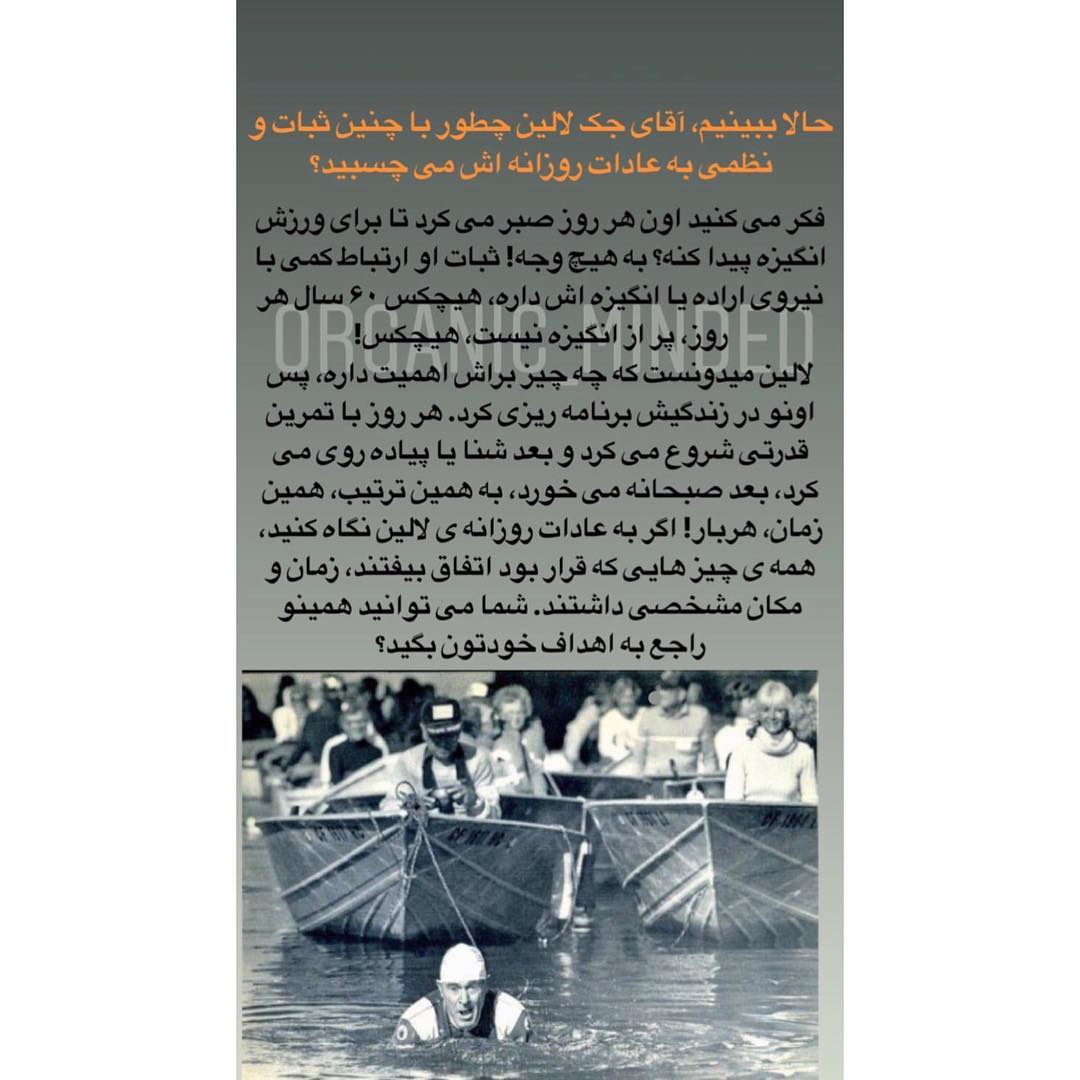 حالا ببینیم، آقای جک لالین چطور با چنین ثبات و
نظمی به عادات روزانه اش می چسبید؟
فکر می کنید اون هر روز صبر می کرد تا برای ورزش
انگیزه پیدا کنه؟ به هیچ وجه! ثبات او ارتباط کمی با
نیروی اراده یا انگیزه اش داره، هیچکس ۶۰ سال هر
روز، پر از انگیزه نیست، هیچکس!
ORGANIC_MINDED
لالین میدونست که چه چیز براش اهمیت داره، پس
اونو در زندگیش برنامه ریزی کرد. هر روز با تمرین
قدرتی شروع می کرد و بعد شنا یا پیاده روی می
کرد، بعد صبحانه می خورد، به همین ترتیب، همین
زمان، هربار! اگر به عادات روزانه ی لالین نگاه کنید،
همه ی چیز هایی که قرار بود اتفاق بیفتند، زمان و
مکان مشخصی داشتند. شما می توانید همینو
راجع به اهداف خودتون بگید؟